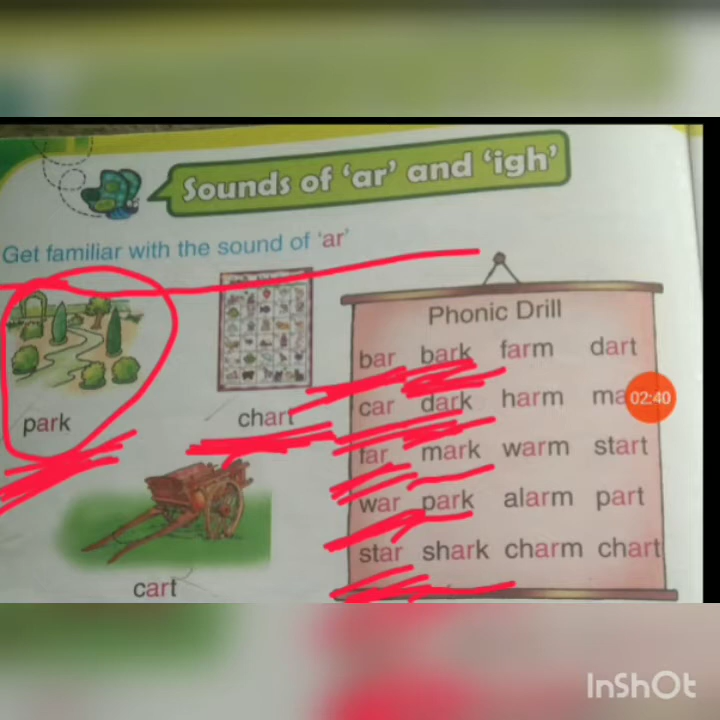 Sounds of 'ar' and 'igh'
Get familiar with the sound of 'ar'
park
chart
cart
Phonic Drill
bar bark farm dart
car dark harm
far mark warm start
war park alarm part
star shark charm chart
02:40
InShOt